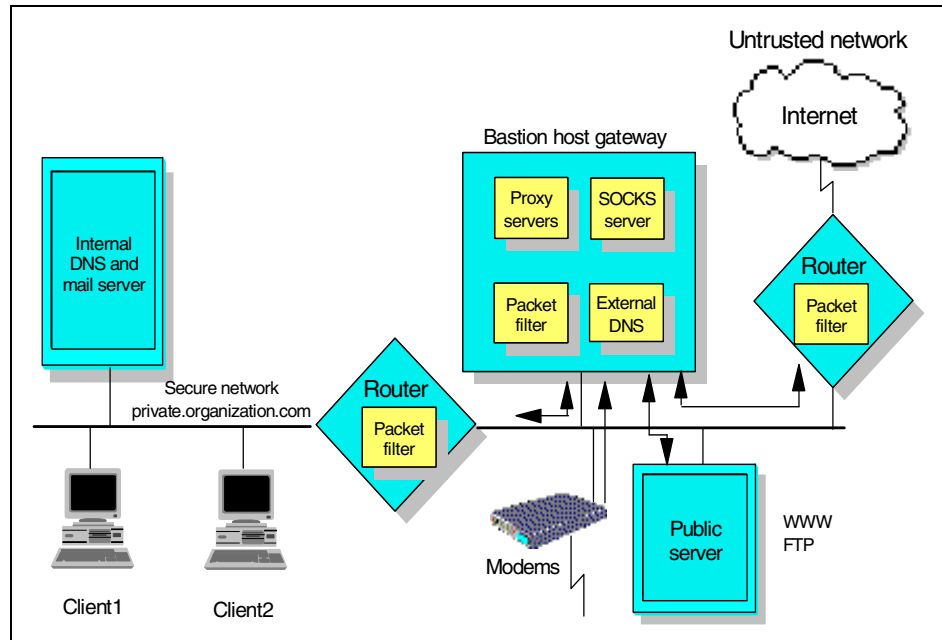 Untrusted network
Internet
Bastion host gateway
Proxy
servers
SOCKS
server
Packet
filter
External
DNS
Internal
DNS and
mail server
Router
Packet
filter
Secure network
private.organization.com
Router
Packet
filter
Client1
Client2
Modems
Public
server
WWW
FTP